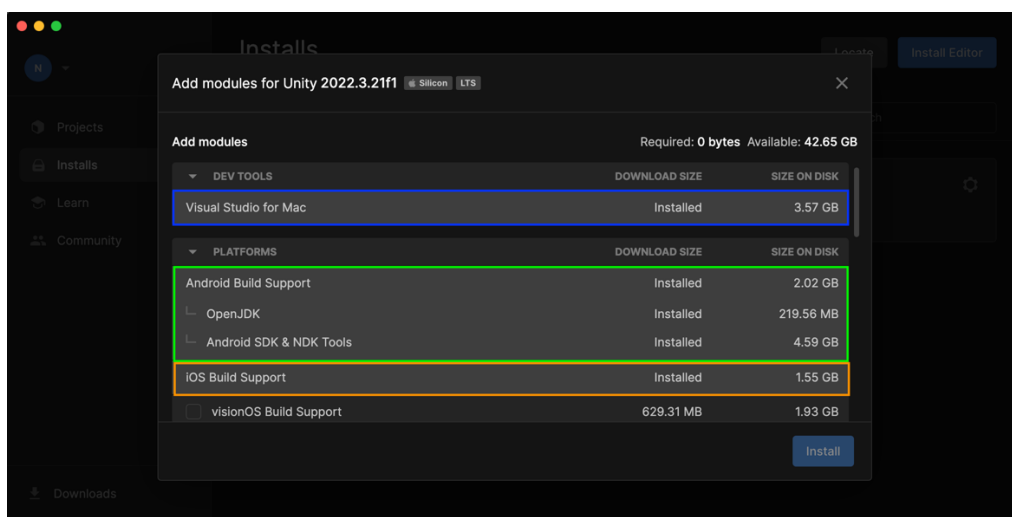 Installs
Locate
Install Editor
N
Add modules for Unity 2022.3.21f1 Silicon LTS
Projects
Installs
Learn
Community
Add modules Required: 0 bytes Available: 42.65 GB
DEV TOOLS DOWNLOAD SIZE SIZE ON DISK
Visual Studio for Mac Installed 3.57 GB
PLATFORMS DOWNLOAD SIZE SIZE ON DISK
Android Build Support Installed 2.02 GB
OpenJDK Installed 219.56 MB
Android SDK & NDK Tools Installed 4.59 GB
iOS Build Support Installed 1.55 GB
visionOS Build Support 629.31 MB 1.93 GB
Install
Downloads